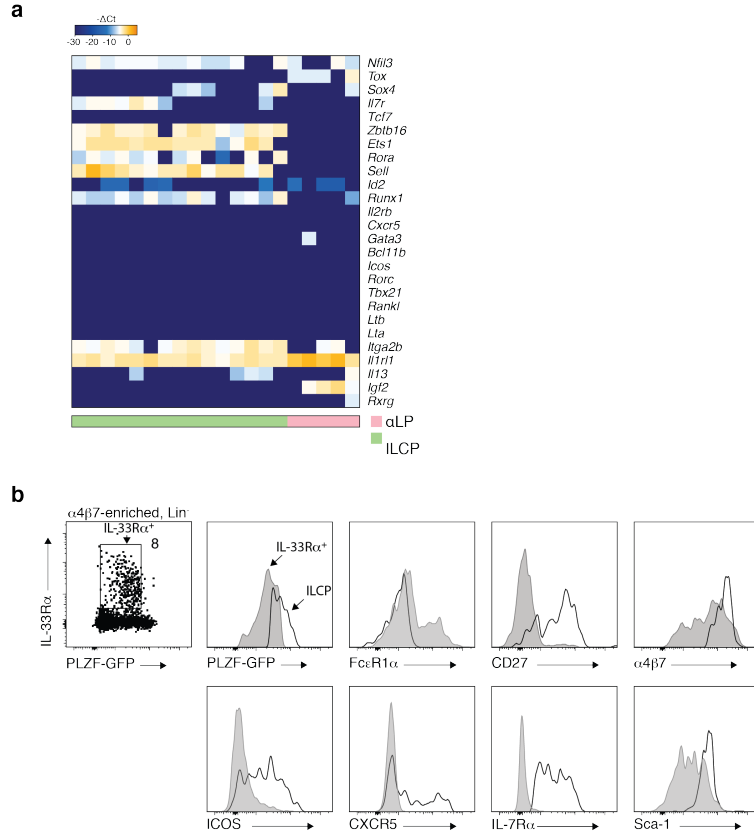 a
-ΔCt
-30 -20 -10 0
Nfil3
Tox
Sox4
Il7r
Tcf7
Zbtb16
Ets1
Rora
Sell
Id2
Runx1
Il2rb
Cxcr5
Gata3
Bcl11b
Icos
Rorc
Tbx21
Rankl
Ltb
Lta
Itga2b
Il1rl1
Il13
Igf2
Rxrg
αLP
ILCP
b
α4β7-enriched, Lin-
IL-33Rα+
8
IL-33Rα
PLZF-GFP
IL-33Rα+
ILCP
PLZF-GFP
FcεR1α
CD27
α4β7
ICOS
CXCR5
IL-7Rα
Sca-1